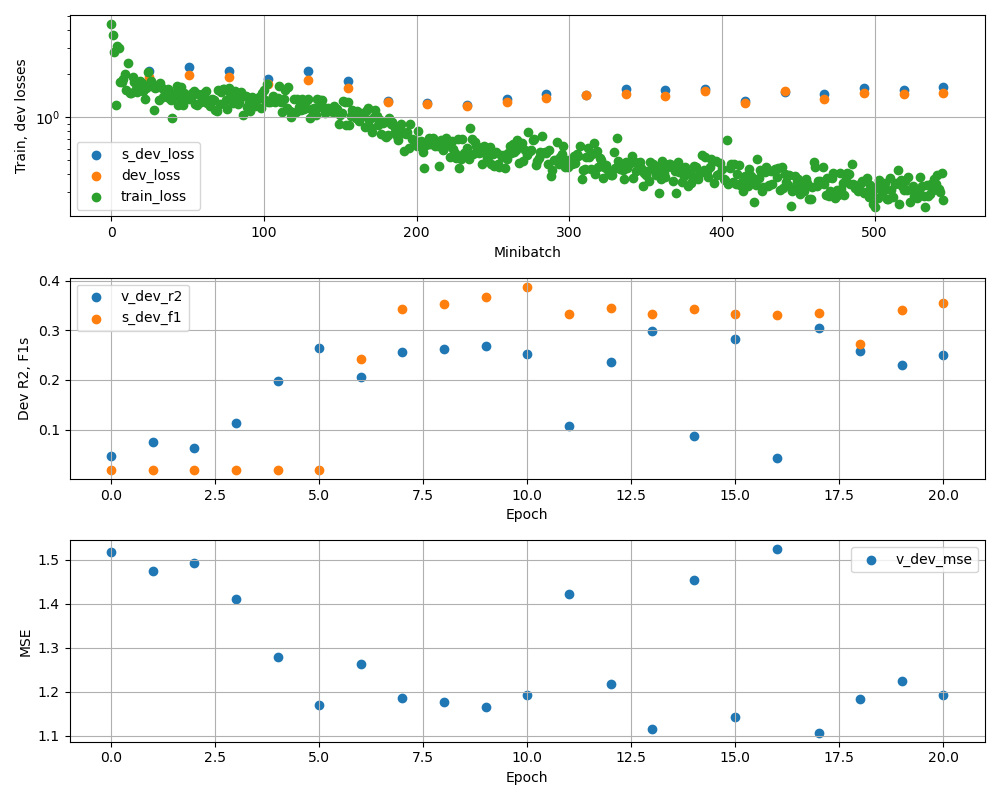 Train, dev losses
10⁰
s_dev_loss
dev_loss
train_loss
0 100 200 300 400 500
Minibatch
Dev R2, F1s
0.4
0.3
0.2
0.1
v_dev_r2
s_dev_f1
0.0 2.5 5.0 7.5 10.0 12.5 15.0 17.5 20.0
Epoch
MSE
1.5
1.4
1.3
1.2
1.1
v_dev_mse
0.0 2.5 5.0 7.5 10.0 12.5 15.0 17.5 20.0
Epoch